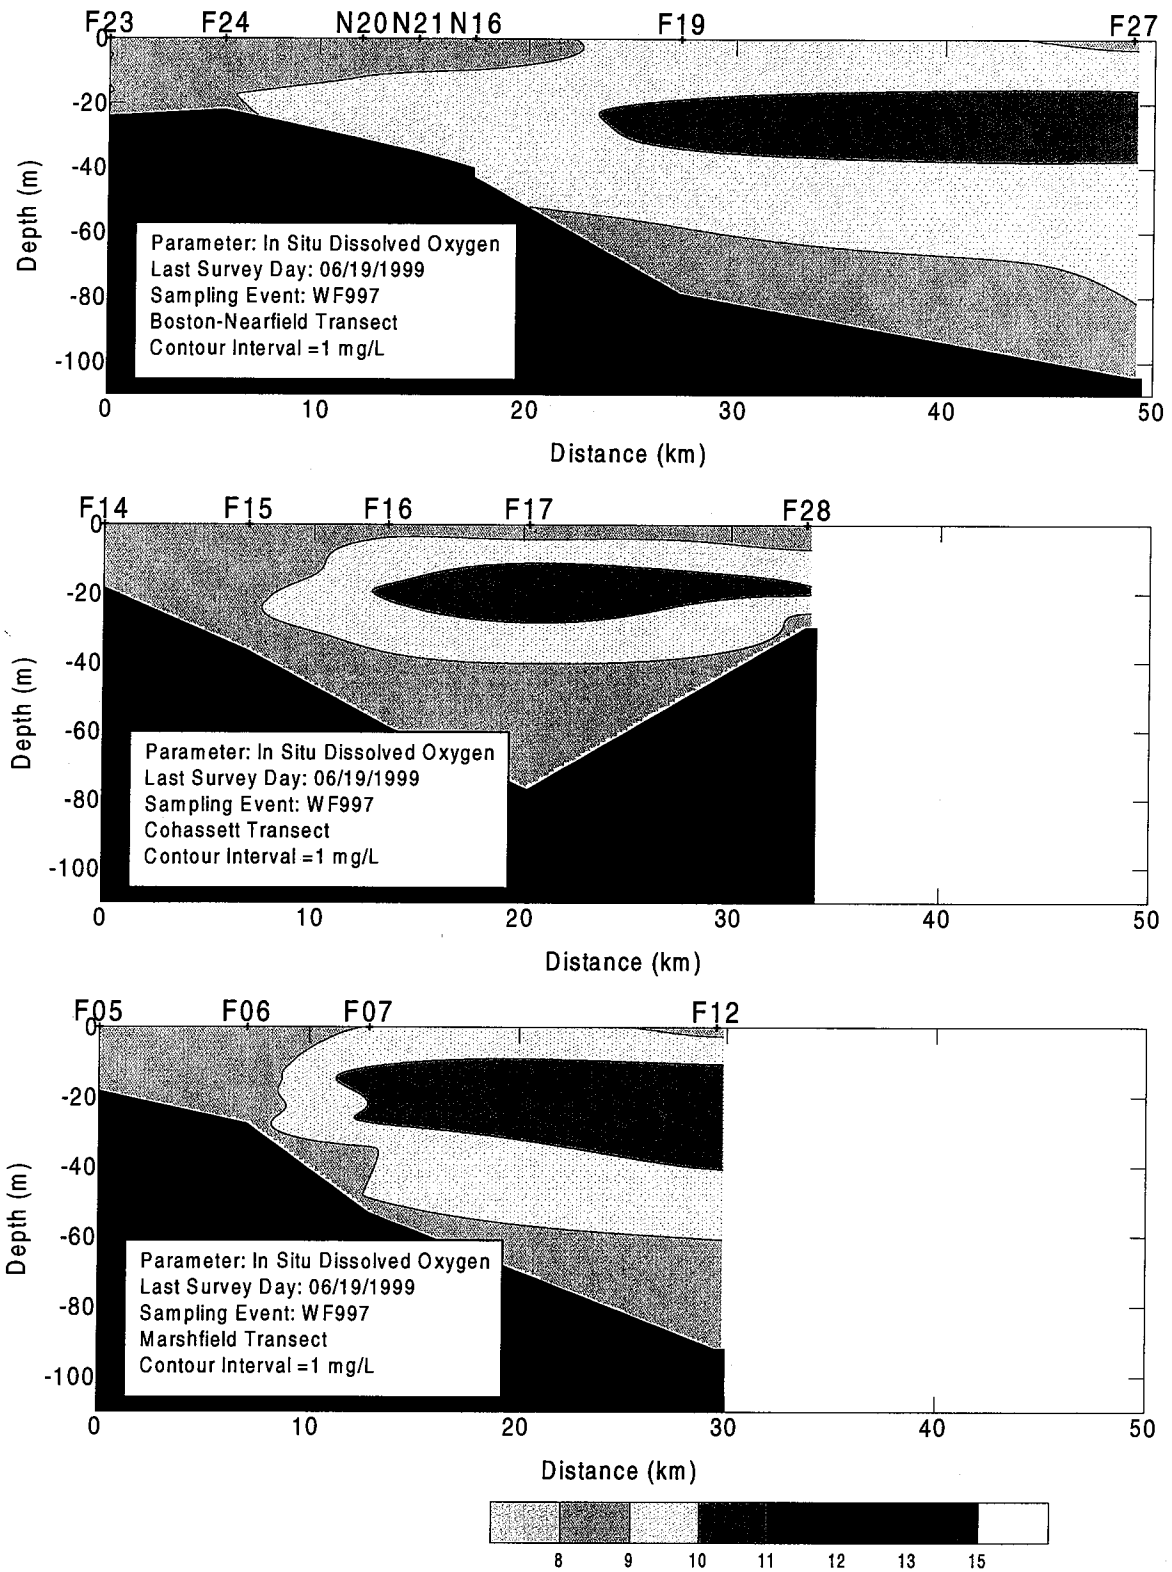 F23 F24 N20 N21 N16 F19 F27
0
-20
-40
-60
-80
-100
Depth (m)
Parameter: In Situ Dissolved Oxygen
Last Survey Day: 06/19/1999
Sampling Event: WF997
Boston-Nearfield Transect
Contour Interval =1 mg/L
0 10 20 30 40 50
Distance (km)
F14 F15 F16 F17 F28
0
-20
-40
-60
-80
-100
Depth (m)
Parameter: In Situ Dissolved Oxygen
Last Survey Day: 06/19/1999
Sampling Event: WF997
Cohassett Transect
Contour Interval =1 mg/L
0 10 20 30 40 50
Distance (km)
F05 F06 F07 F12
0
-20
-40
-60
-80
-100
Depth (m)
Parameter: In Situ Dissolved Oxygen
Last Survey Day: 06/19/1999
Sampling Event: WF997
Marshfield Transect
Contour Interval =1 mg/L
0 10 20 30 40 50
Distance (km)
8 9 10 11 12 13 15